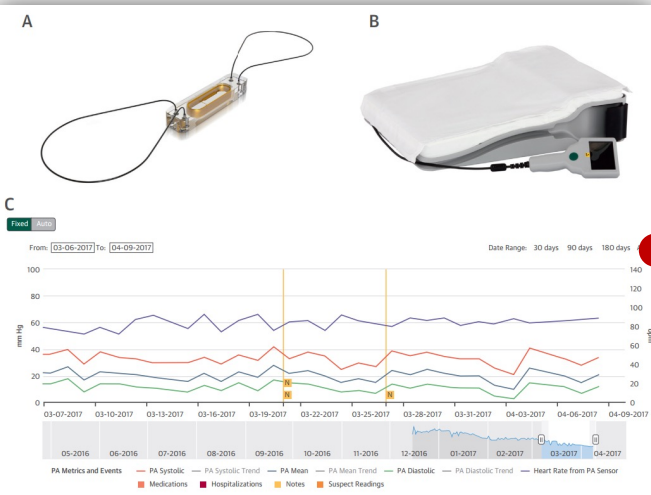 A
B
C
Fixed Auto
From: 03-06-2017 To: 04-09-2017
Date Range: 30 days 90 days 180 days
100
80
60
40
20
0
mm Hg
140
120
100
80
60
40
20
0
N
N
N
03-07-2017 03-10-2017 03-13-2017 03-16-2017 03-19-2017 03-22-2017 03-25-2017 03-28-2017 03-31-2017 04-03-2017 04-06-2017 04-09-2017
05-2016 06-2016 07-2016 08-2016 09-2016 10-2016 11-2016 12-2016 01-2017 02-2017 03-2017 04-2017
PA Metrics and Events PA Systolic PA Systolic Trend PA Mean PA Mean Trend PA Diastolic PA Diastolic Trend Heart Rate from PA Sensor
Medications Hospitalizations Notes Suspect Readings